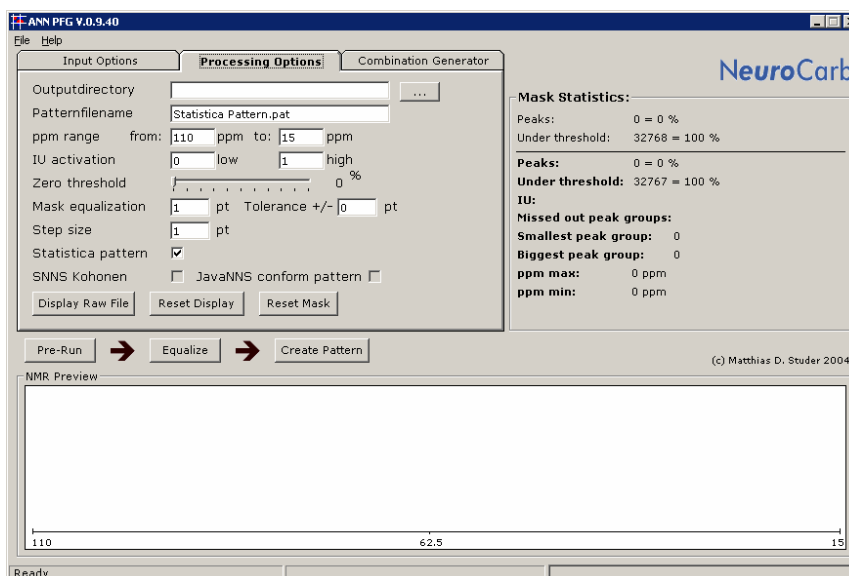 ANN PFG V.0.9.40
File Help
Input Options Processing Options Combination Generator
NeuroCarb
Outputdirectory ...
Patternfilename Statistica Pattern.pat
ppm range from: 110 ppm to: 15 ppm
IU activation 0 low 1 high
Zero threshold 0 %
Mask equalization 1 pt Tolerance +/- 0 pt
Step size 1 pt
Statistica pattern
SNNS Kohonen JavaNNS conform pattern
Display Raw File Reset Display Reset Mask
Mask Statistics:
Peaks: 0 = 0 %
Under threshold: 32768 = 100 %
Peaks: 0 = 0 %
Under threshold: 32767 = 100 %
IU:
Missed out peak groups:
Smallest peak group: 0
Biggest peak group: 0
ppm max: 0 ppm
ppm min: 0 ppm
Pre-Run Equalize Create Pattern
(c) Matthias D. Studer 2004
NMR Preview
110 62.5 15
Ready